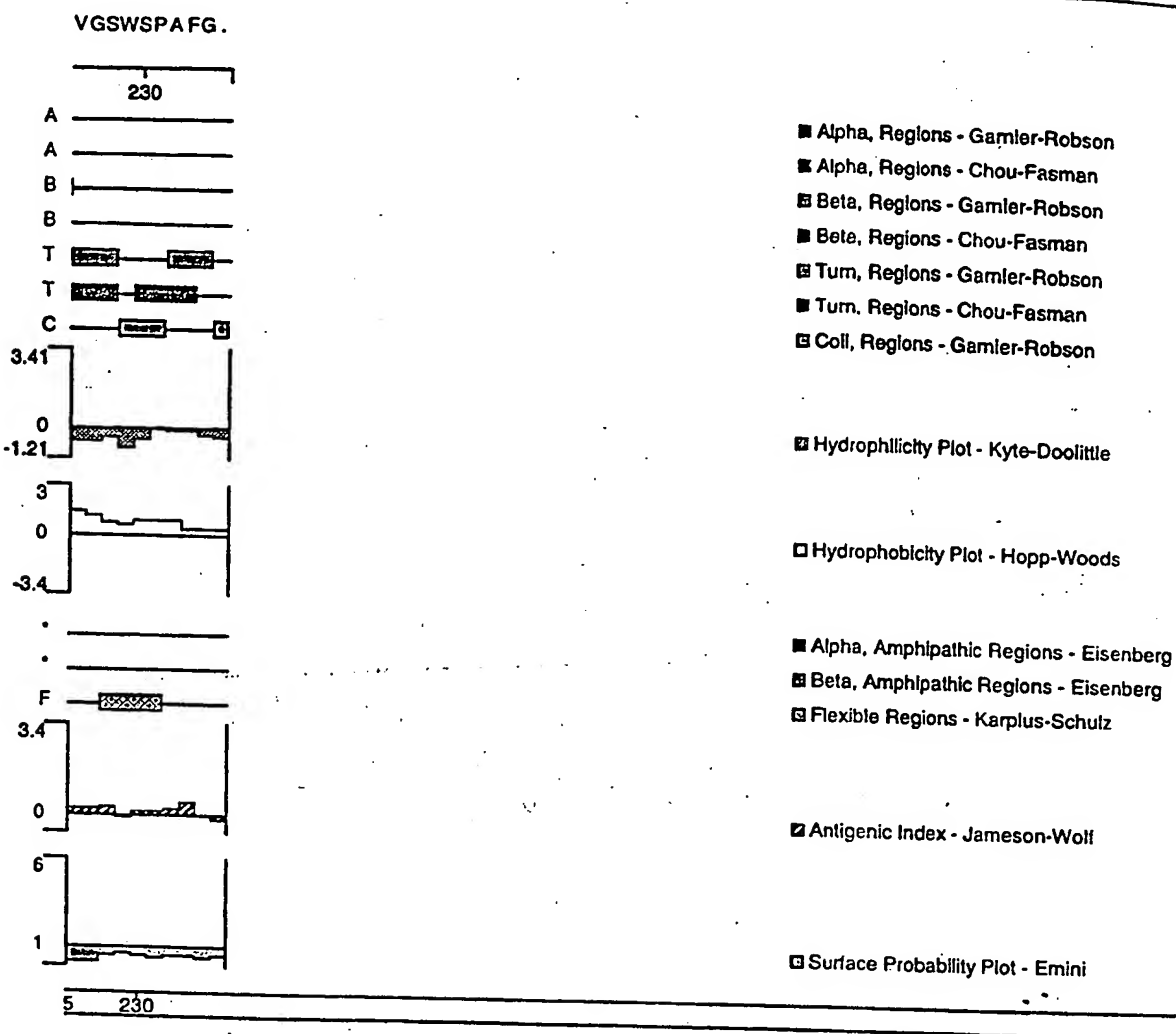 VGSWSPAFG.
230
A
A
B
B
T
T
C
3.41
0
-1.21
3
0
-3.4
F
3.4
0
6
1
5 230
Alpha, Regions - Garnier-Robson
Alpha, Regions - Chou-Fasman
Beta, Regions - Garnier-Robson
Beta, Regions - Chou-Fasman
Turn, Regions - Garnier-Robson
Turn, Regions - Chou-Fasman
Coil, Regions - Garnier-Robson
Hydrophilicity Plot - Kyte-Doolittle
Hydrophobicity Plot - Hopp-Woods
Alpha, Amphipathic Regions - Eisenberg
Beta, Amphipathic Regions - Eisenberg
Flexible Regions - Karplus-Schulz
Antigenic Index - Jameson-Wolf
Surface Probability Plot - Emini